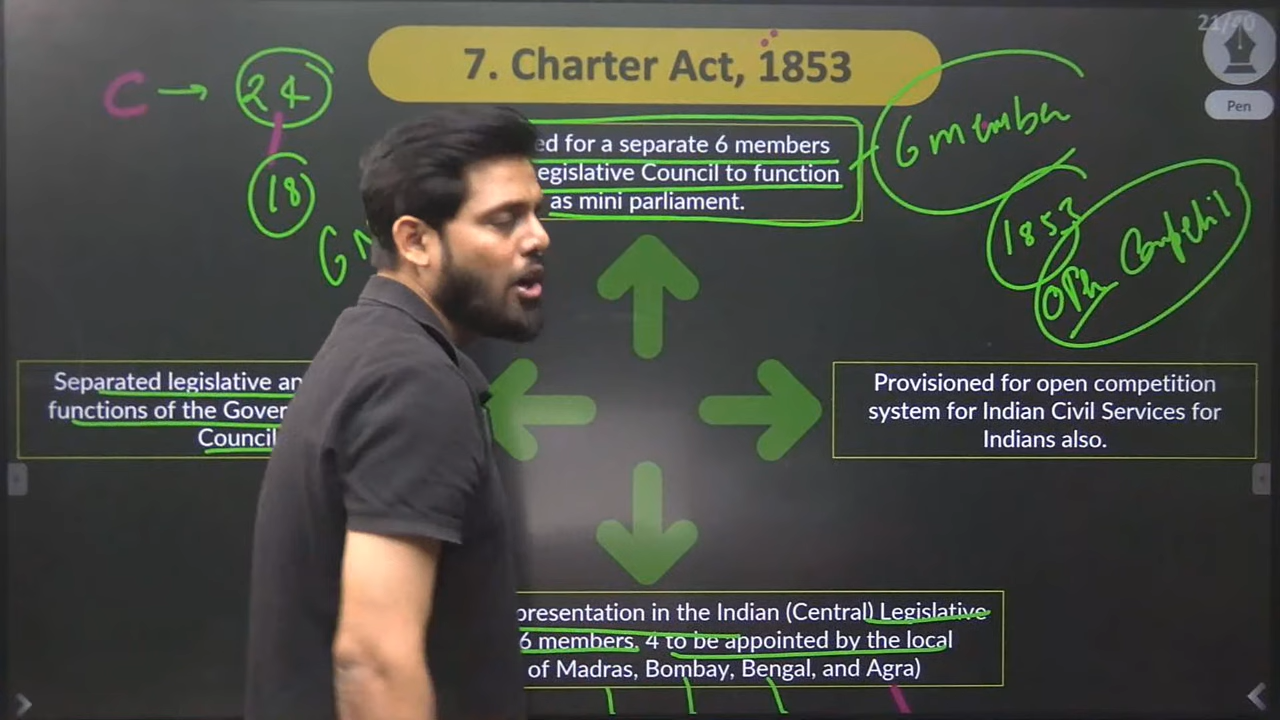 21/40
7. Charter Act, 1853
Pen
C → 24
18
6
ed for a separate 6 members
egislative Council to function
as mini parliament.
6 member
1853
open
Separated legislative an
functions of the Gover
Council
Provisioned for open competition
system for Indian Civil Services for
Indians also.
presentation in the Indian (Central) Legislative
6 members, 4 to be appointed by the local
of Madras, Bombay, Bengal, and Agra)